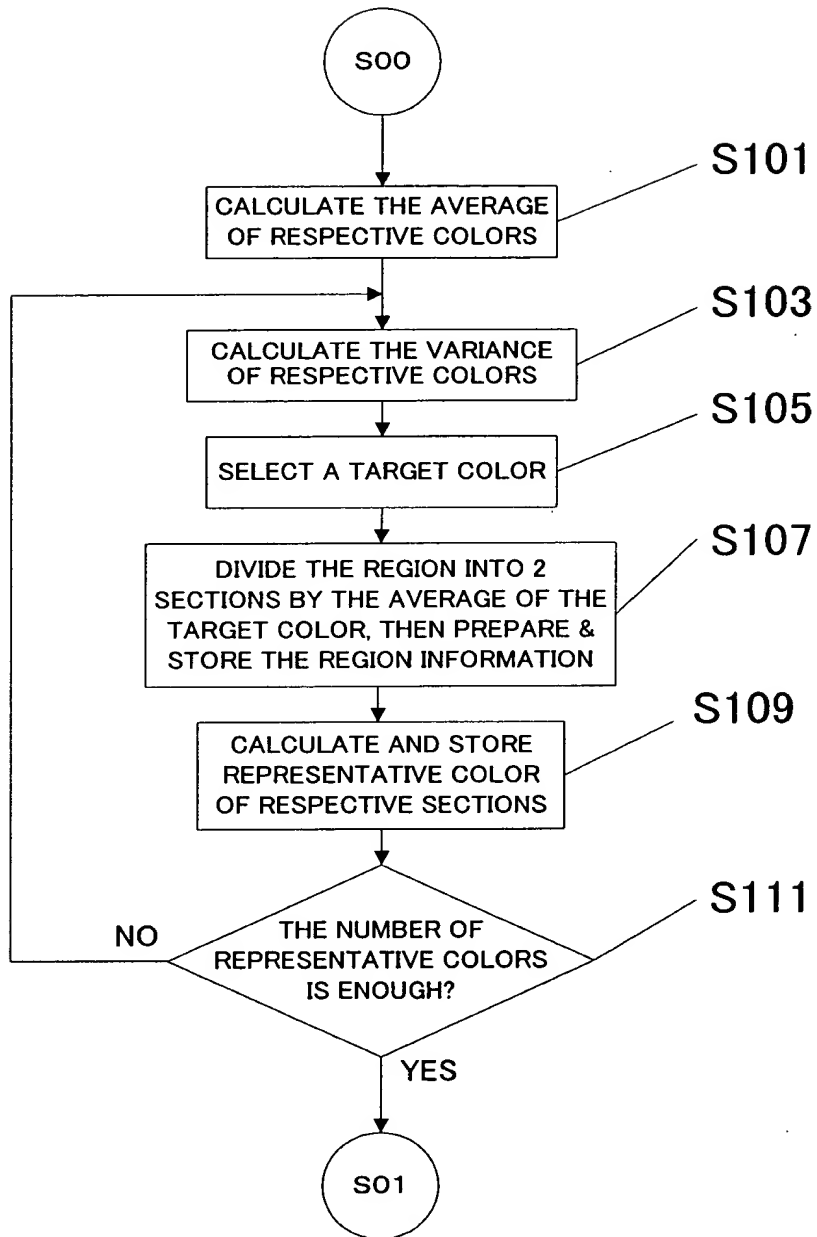 S00
S101
CALCULATE THE AVERAGE
OF RESPECTIVE COLORS
S103
CALCULATE THE VARIANCE
OF RESPECTIVE COLORS
S105
SELECT A TARGET COLOR
S107
DIVIDE THE REGION INTO 2
SECTIONS BY THE AVERAGE OF THE
TARGET COLOR, THEN PREPARE &
STORE THE REGION INFORMATION
S109
CALCULATE AND STORE
REPRESENTATIVE COLOR
OF RESPECTIVE SECTIONS
S111
NO
THE NUMBER OF
REPRESENTATIVE COLORS
IS ENOUGH?
YES
S01